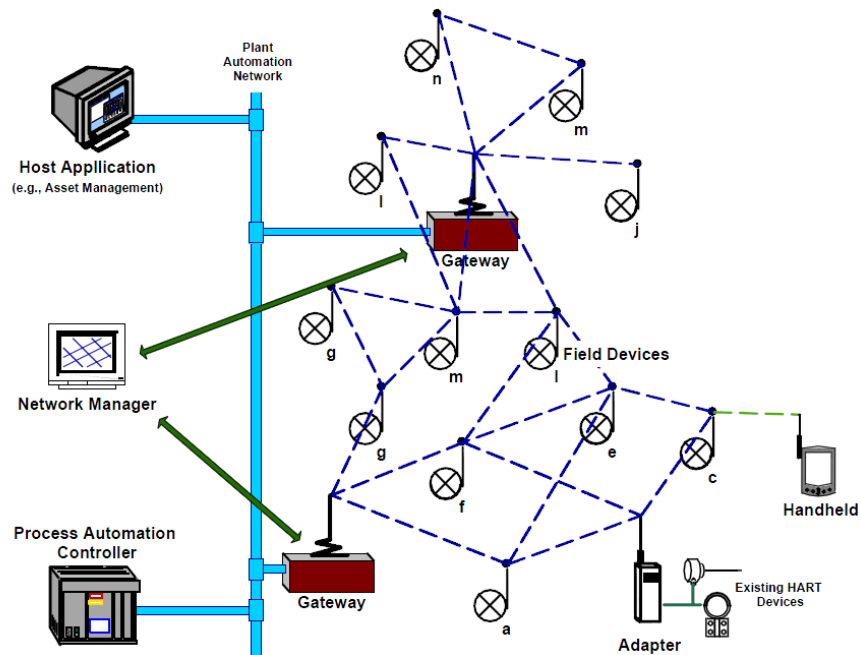 Plant
Automation
Network
n
m
Host Appllication
(e.g., Asset Management)
l
j
Gateway
g
m
l
Field Devices
Network Manager
g
f
e
c
Handheld
Process Automation
Controller
Gateway
a
Adapter
Existing HART
Devices